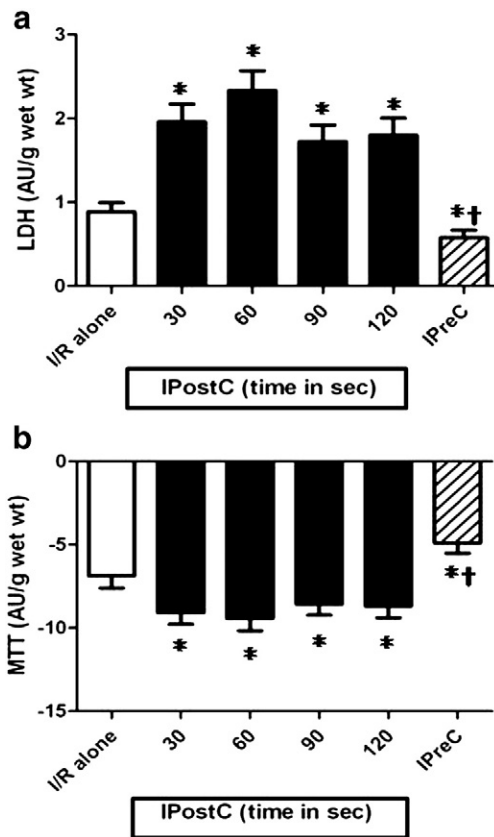 a
3
2
1
0
LDH (AU/g wet wt)
*
*
*
*
*†
I/R alone
30
60
90
120
IPreC
IPostC (time in sec)
b
0
-5
-10
-15
MTT (AU/g wet wt)
*
*
*
*
*†
I/R alone
30
60
90
120
IPreC
IPostC (time in sec)